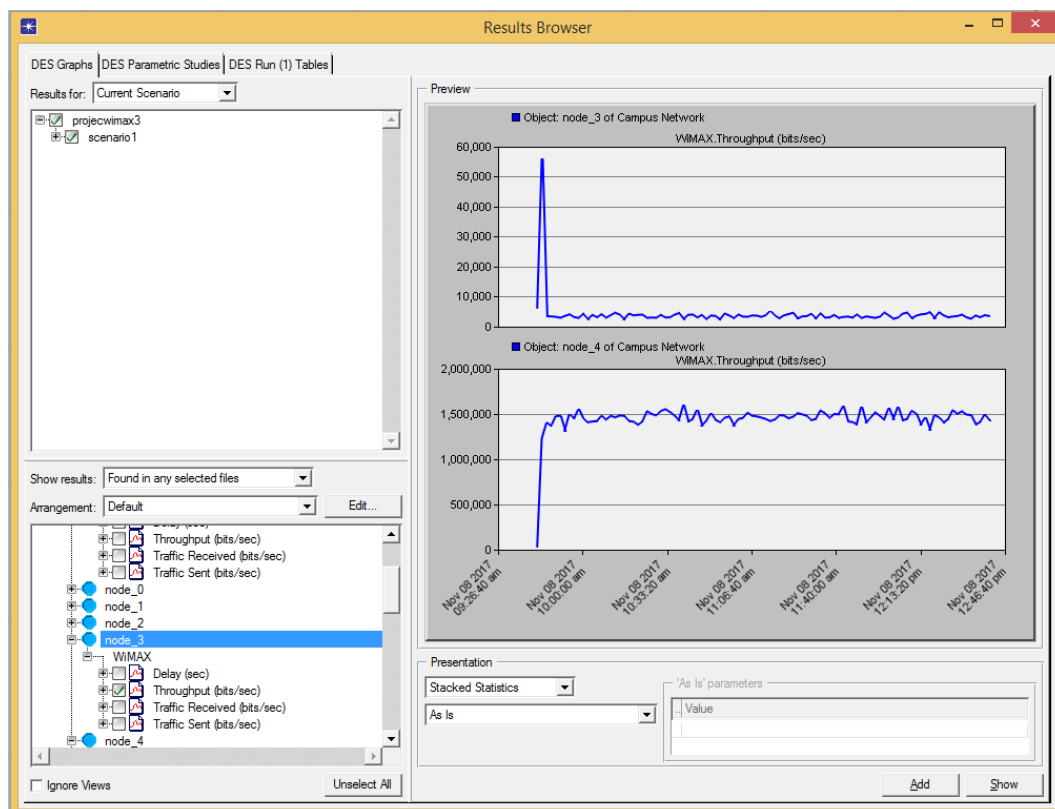 Results Browser
DES Graphs DES Parametric Studies DES Run (1) Tables
Results for: Current Scenario
projecwimax3
scenario1
Show results: Found in any selected files
Arrangement: Default Edit...
Delay (sec)
Throughput (bits/sec)
Traffic Received (bits/sec)
Traffic Sent (bits/sec)
node_0
node_1
node_2
node_3
WiMAX
Delay (sec)
Throughput (bits/sec)
Traffic Received (bits/sec)
Traffic Sent (bits/sec)
node_4
Ignore Views Unselect All
Preview
Object: node_3 of Campus Network
WiMAX.Throughput (bits/sec)
60,000
50,000
40,000
30,000
20,000
10,000
0
Object: node_4 of Campus Network
WiMAX.Throughput (bits/sec)
2,000,000
1,500,000
1,000,000
500,000
0
Nov 08 2017
09:26:40 am
Nov 08 2017
10:00:00 am
Nov 08 2017
10:33:20 am
Nov 08 2017
11:06:40 am
Nov 08 2017
11:40:00 am
Nov 08 2017
12:13:20 pm
Nov 08 2017
12:46:40 pm
Presentation
Stacked Statistics
As Is
'As Is' parameters
.. Value
Add Show